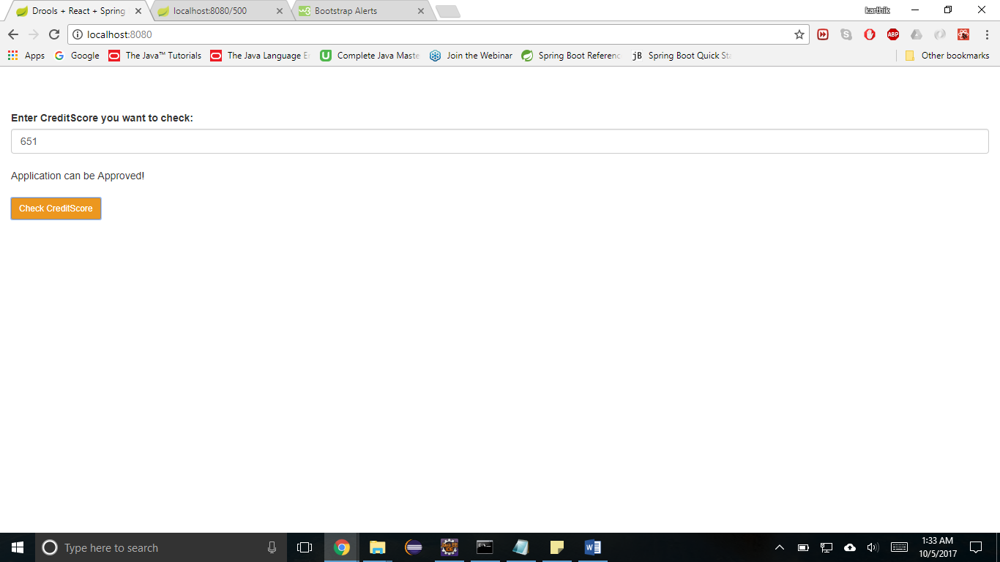 Drools + React + Spring
localhost:8080/500
Bootstrap Alerts
karthik
localhost:8080
Apps
Google
The Java™ Tutorials
The Java Language
Complete Java Maste
Join the Webinar
Spring Boot Referenc
jB Spring Boot Quick Sta
Other bookmarks
Enter CreditScore you want to check:
651
Application can be Approved!
Check CreditScore
Type here to search
1:33 AM
10/5/2017